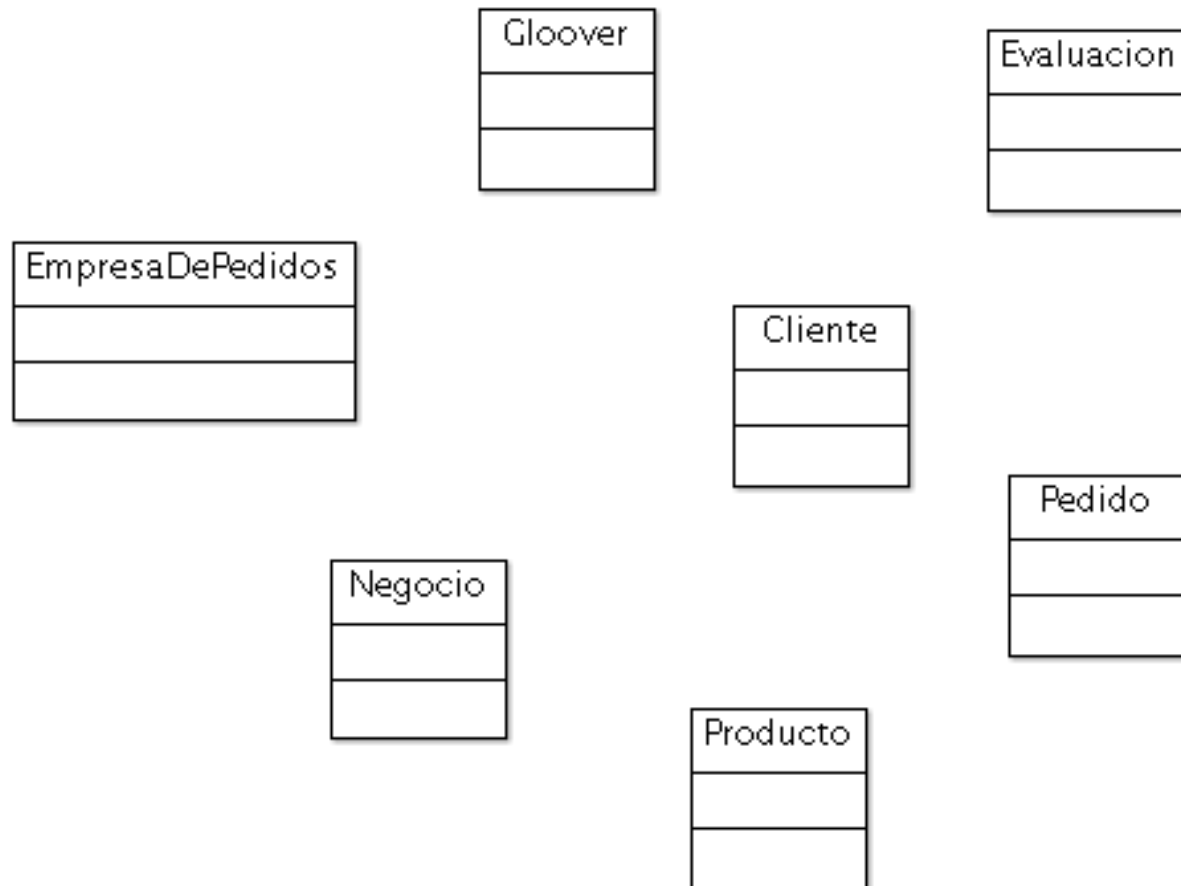 Gloover
Evaluacion
EmpresaDePedidos
Cliente
Pedido
Negocio
Producto